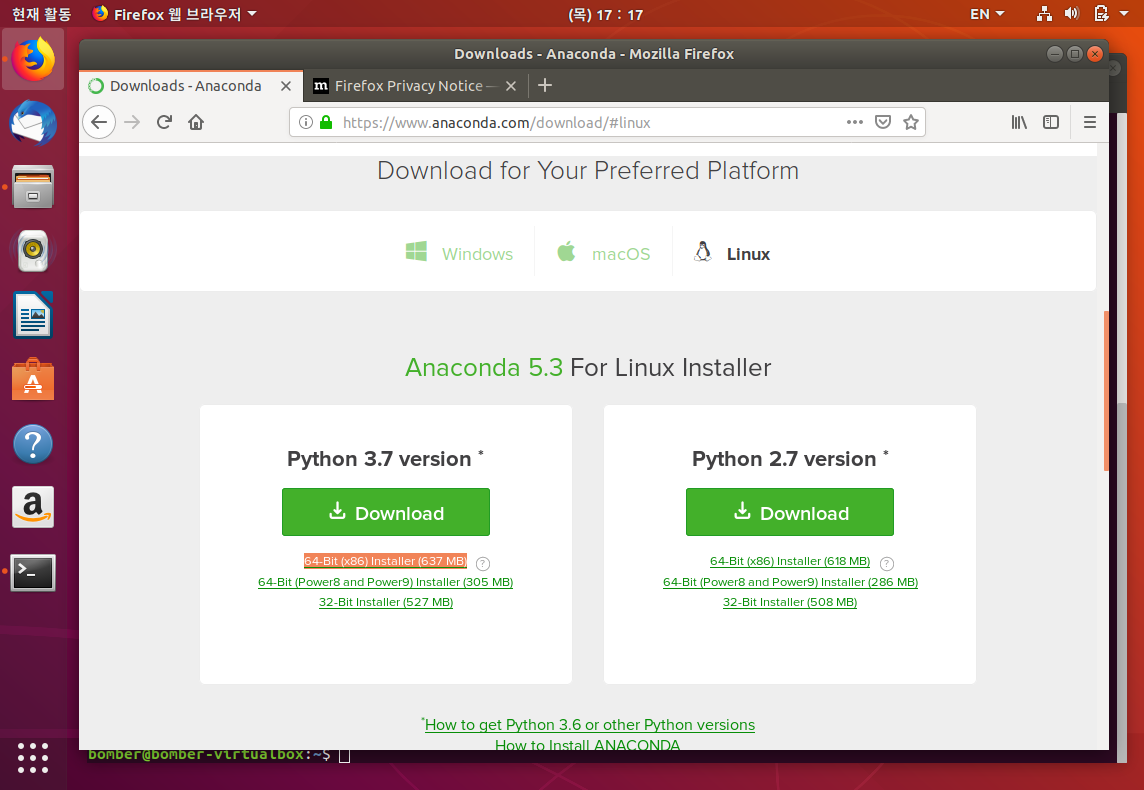 현재 활동 Firefox 웹 브라우저 (목) 17 : 17 EN
Downloads - Anaconda - Mozilla Firefox
Downloads - Anaconda m Firefox Privacy Notice —
https://www.anaconda.com/download/#linux
Download for Your Preferred Platform
Windows macOS Linux
Anaconda 5.3 For Linux Installer
Python 3.7 version *
Download
64-Bit (x86) Installer (637 MB) ?
64-Bit (Power8 and Power9) Installer (305 MB)
32-Bit Installer (527 MB)
Python 2.7 version *
Download
64-Bit (x86) Installer (618 MB) ?
64-Bit (Power8 and Power9) Installer (286 MB)
32-Bit Installer (508 MB)
*How to get Python 3.6 or other Python versions
How to Install ANACONDA
bomber@bomber-virtualbox:~$